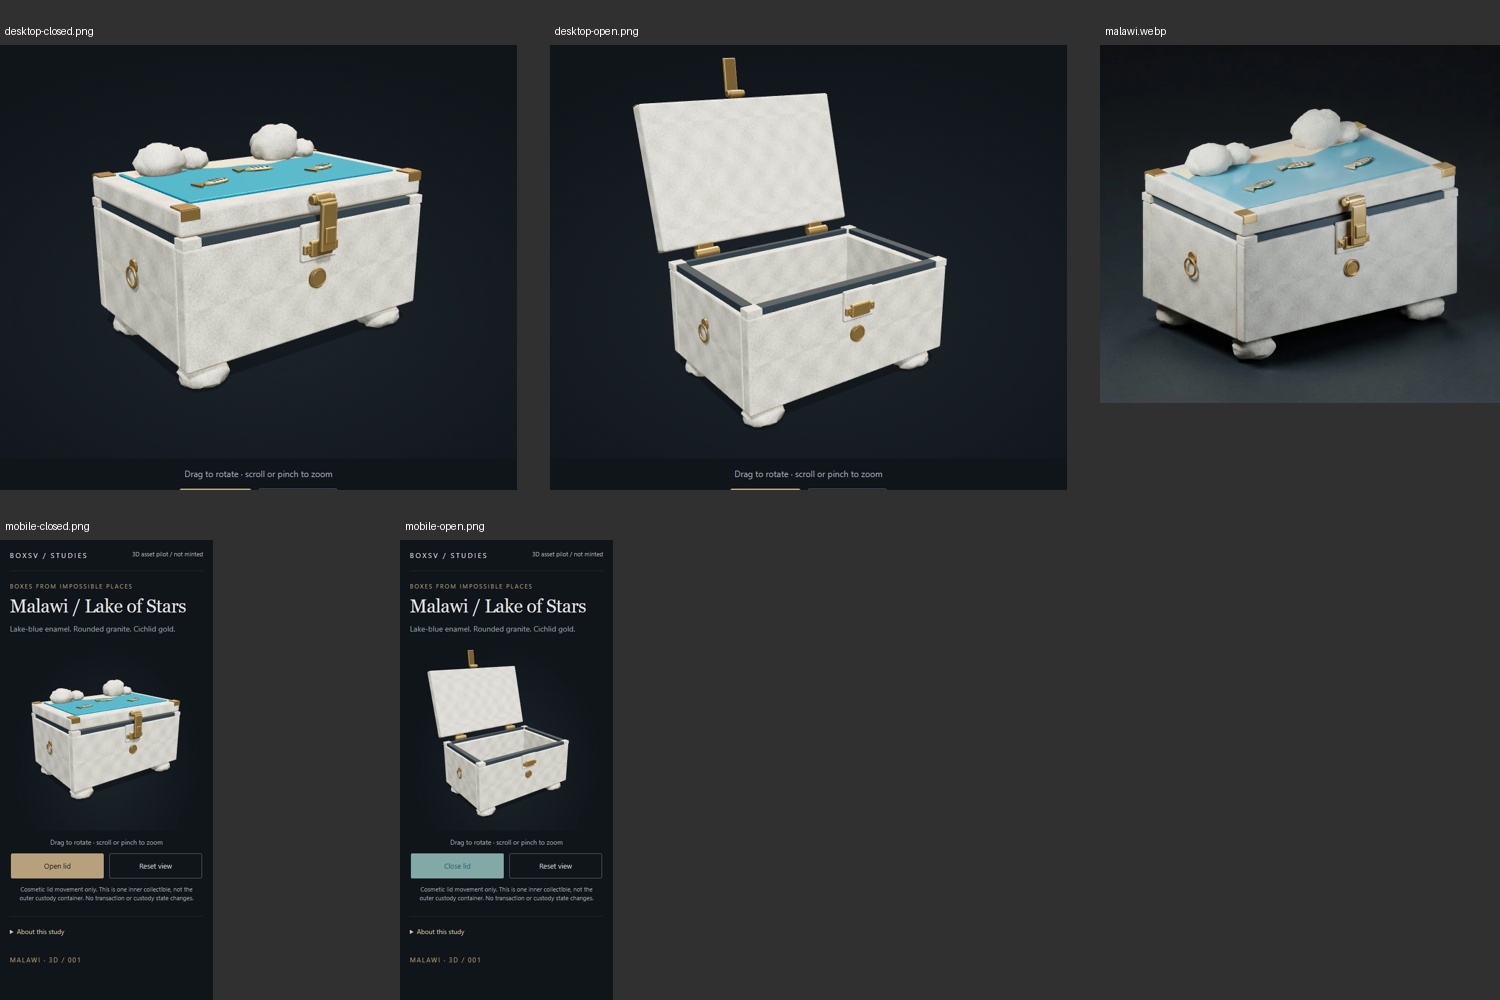 desktop-closed.png
desktop-open.png
malawi.webp
Drag to rotate · scroll or pinch to zoom
Drag to rotate · scroll or pinch to zoom
mobile-closed.png
mobile-open.png
BOXSV / STUDIES
3D asset pilot / not minted
BOXES FROM IMPOSSIBLE PLACES
Malawi / Lake of Stars
Lake-blue enamel. Rounded granite. Cichlid gold.
Drag to rotate · scroll or pinch to zoom
Open lid
Reset view
Cosmetic lid movement only. This is one inner collectible, not the
outer custody container. No transaction or custody state changes.
▶ About this study
MALAWI · 3D / 001
BOXSV / STUDIES
3D asset pilot / not minted
BOXES FROM IMPOSSIBLE PLACES
Malawi / Lake of Stars
Lake-blue enamel. Rounded granite. Cichlid gold.
Drag to rotate · scroll or pinch to zoom
Close lid
Reset view
Cosmetic lid movement only. This is one inner collectible, not the
outer custody container. No transaction or custody state changes.
▶ About this study
MALAWI · 3D / 001